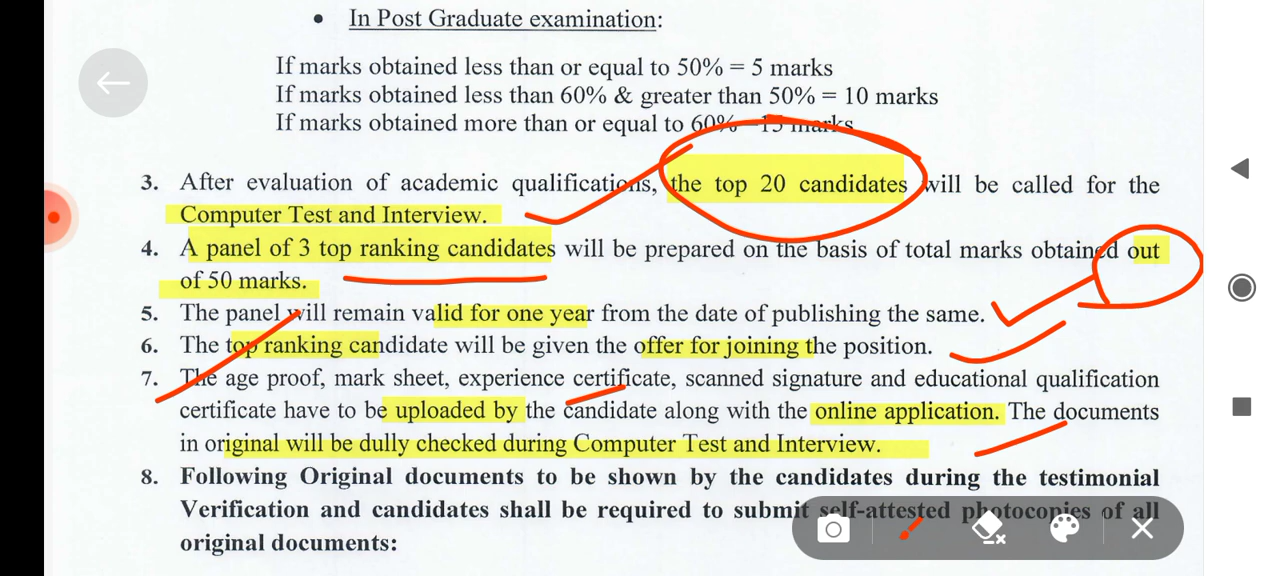 • In Post Graduate examination:
If marks obtained less than or equal to 50% = 5 marks
If marks obtained less than 60% & greater than 50% = 10 marks
If marks obtained more than or equal to 60% =15 marks
3. After evaluation of academic qualifications, the top 20 candidates will be called for the
Computer Test and Interview.
4. A panel of 3 top ranking candidates will be prepared on the basis of total marks obtained out
of 50 marks.
5. The panel will remain valid for one year from the date of publishing the same.
6. The top ranking candidate will be given the offer for joining the position.
7. The age proof, mark sheet, experience certificate, scanned signature and educational qualification
certificate have to be uploaded by the candidate along with the online application. The documents
in original will be dully checked during Computer Test and Interview.
8. Following Original documents to be shown by the candidates during the testimonial
Verification and candidates shall be required to submit self-attested photocopies of all
original documents: